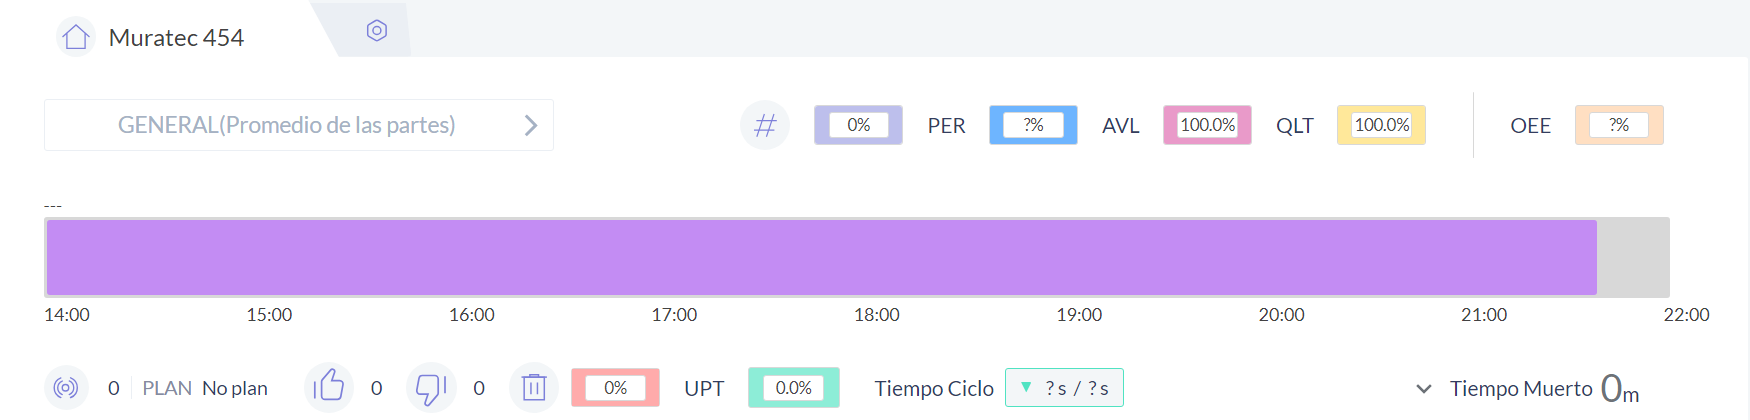 Muratec 454
GENERAL(Promedio de las partes)
# 0% PER ?% AVL 100.0% QLT 100.0% OEE ?%
---
14:00 15:00 16:00 17:00 18:00 19:00 20:00 21:00 22:00
0 PLAN No plan 0 0 0% UPT 0.0% Tiempo Ciclo ▼ ? s / ? s Tiempo Muerto 0m